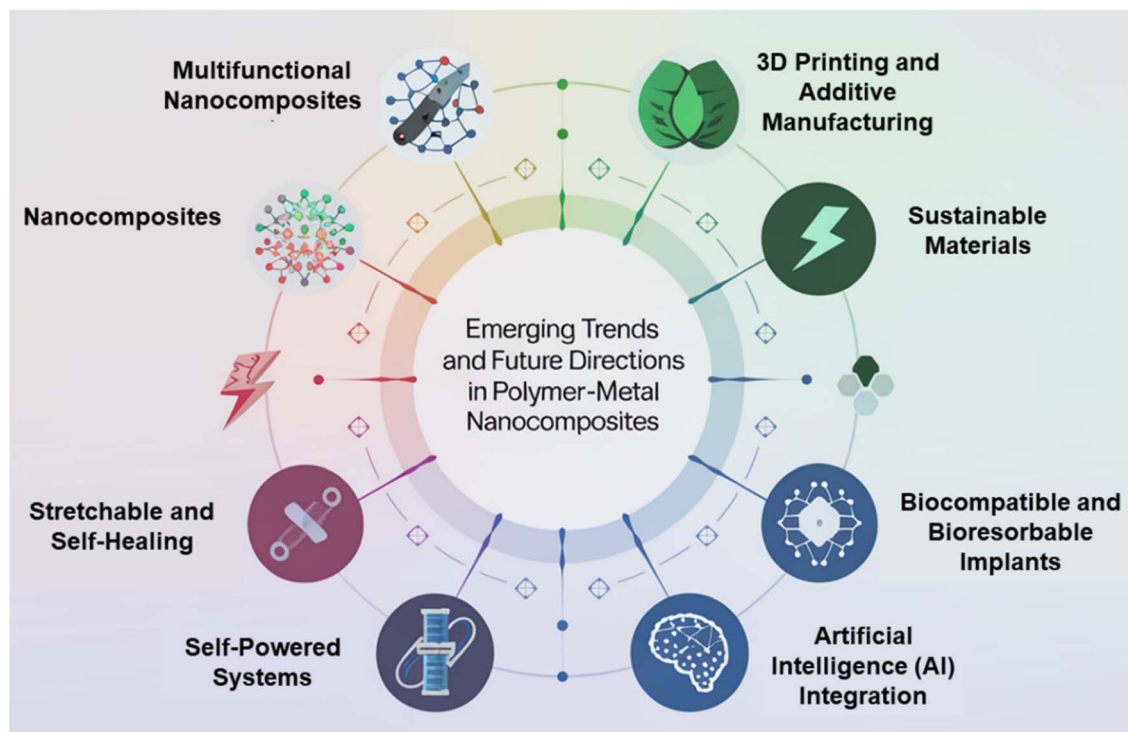 Multifunctional
Nanocomposites
3D Printing and
Additive
Manufacturing
Nanocomposites
Sustainable
Materials
Emerging Trends
and Future Directions
in Polymer-Metal
Nanocomposites
Stretchable and
Self-Healing
Biocompatible and
Bioresorbable
Implants
Self-Powered
Systems
Artificial
Intelligence (AI)
Integration